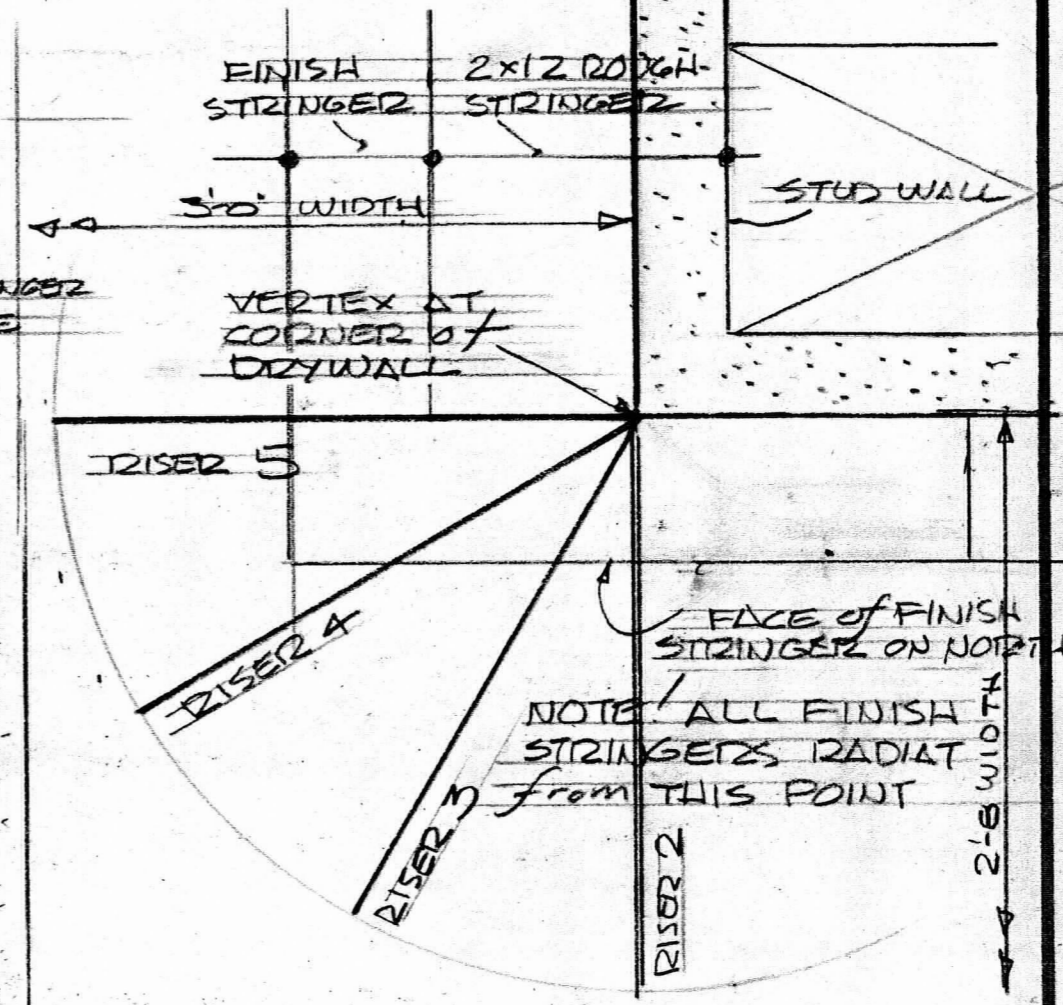 FINISH
STRINGER
2x12 ROUGH
STRINGER
STUD WALL
3'-0" WIDTH
VERTEX AT
CORNER of
DRYWALL
RISER 5
RISER 4
RISER 3
RISER 2
FACE of FINISH
STRINGER ON NORTH
NOTE! ALL FINISH
STRINGERS RADIAT
from THIS POINT
2'-8 WIDTH